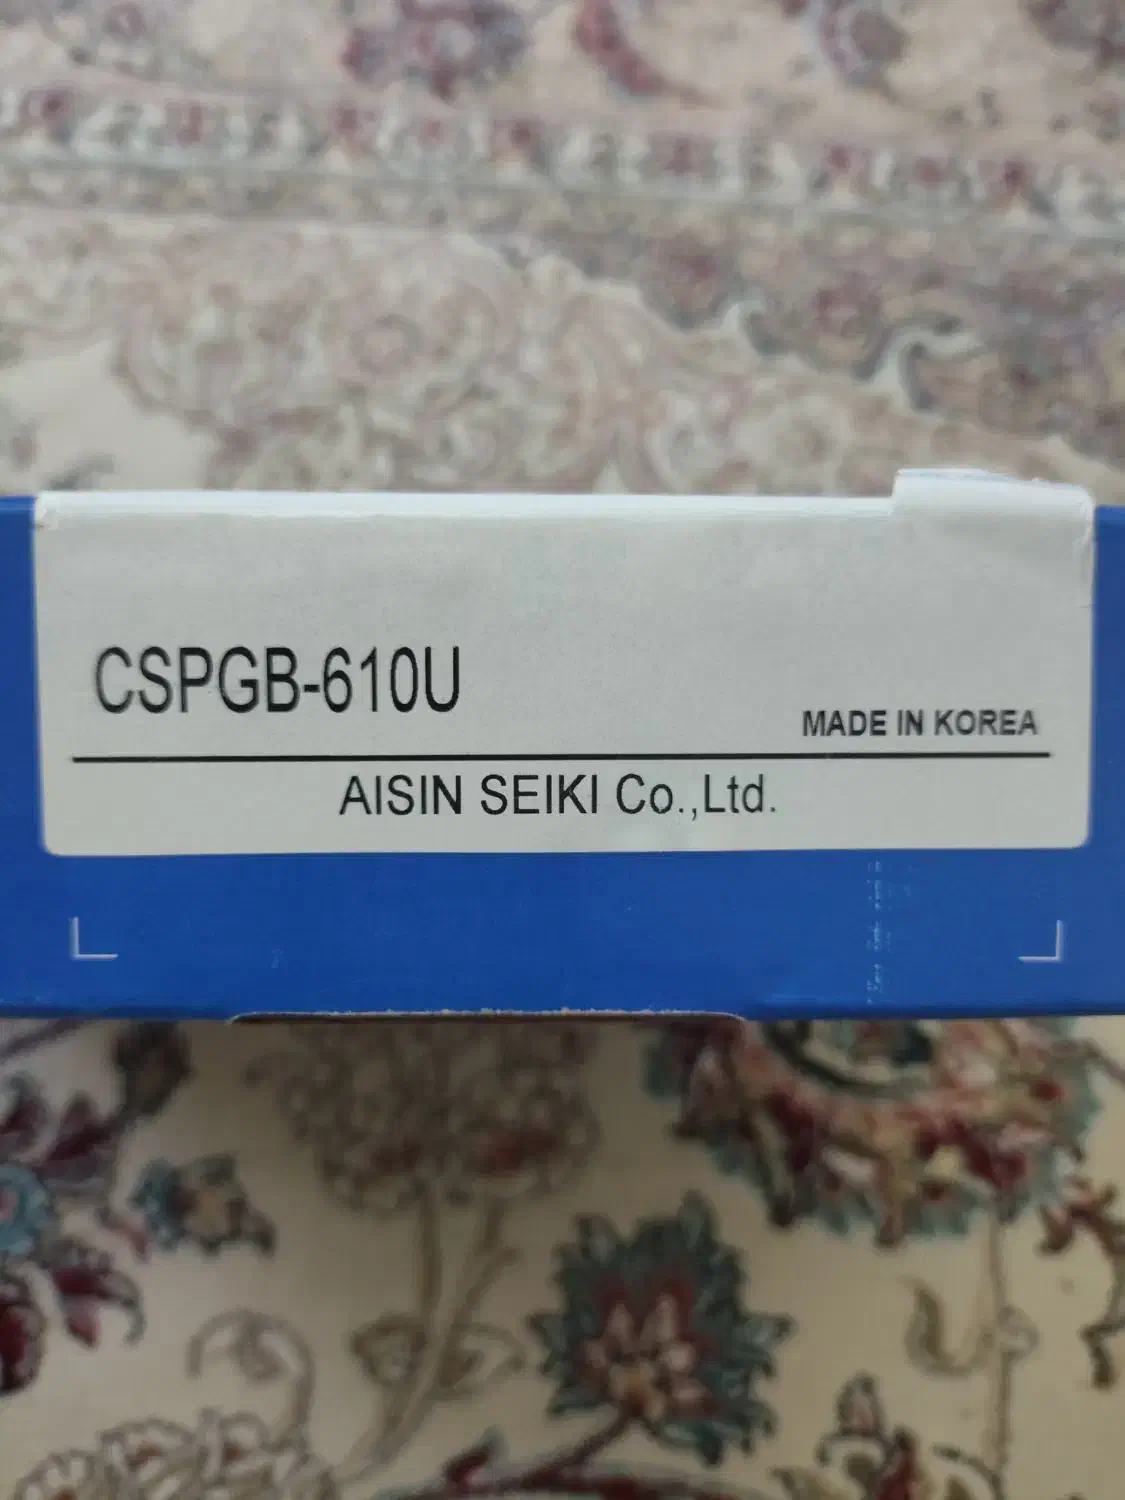 CSPGB-610U
MADE IN KOREA
AISIN SEIKI Co.,Ltd.